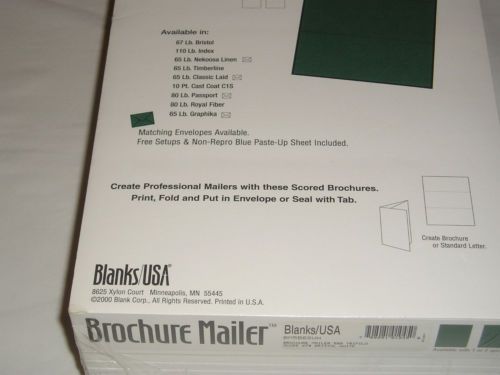 Available in:
67 Lb. Bristol
110 Lb. Index
65 Lb. Nekoosa Linen
65 Lb. Timberline
65 Lb. Classic Laid
10 Pt. Cast Coat C1S
80 Lb. Passport
80 Lb. Royal Fiber
65 Lb. Graphika
Matching Envelopes Available.
Free Setups & Non-Repro Blue Paste-Up Sheet Included.
Create Professional Mailers with these Scored Brochures.
Print, Fold and Put in Envelope or Seal with Tab.
Create Brochure
or Standard Letter.
Blanks/USA®
8625 Xylon Court Minneapolis, MN 55445
©2000 Blank Corp., All Rights Reserved. Printed in U.S.A.
Brochure Mailer™
Blanks/USA
BROCHURE MAILER
Available with